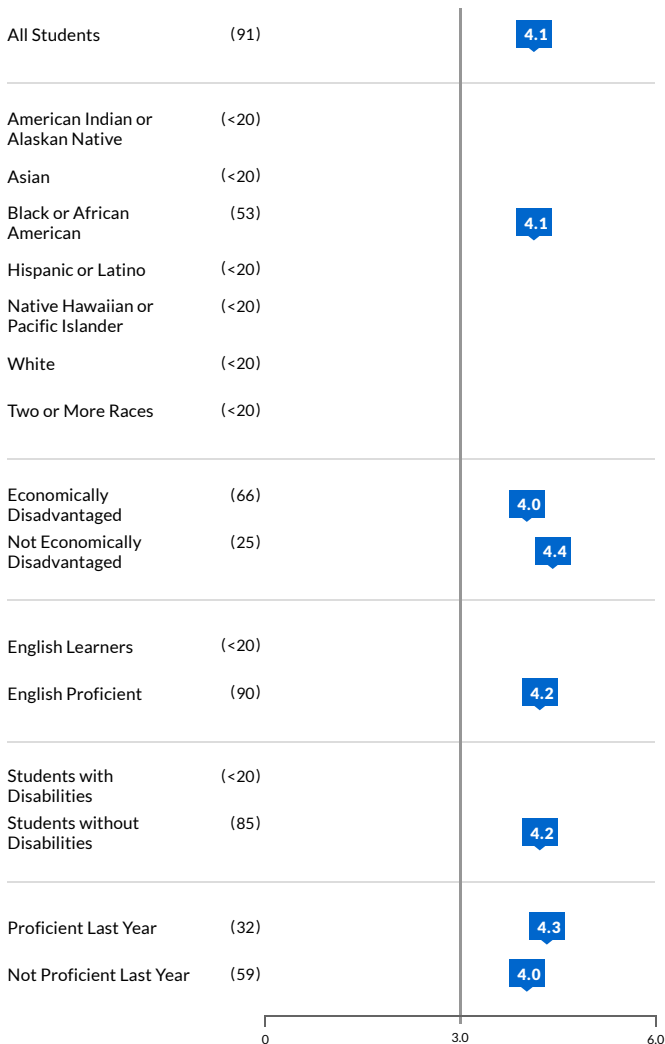 All Students (91) 4.1
American Indian or (<20)
Alaskan Native
Asian (<20)
Black or African (53) 4.1
American
Hispanic or Latino (<20)
Native Hawaiian or (<20)
Pacific Islander
White (<20)
Two or More Races (<20)
Economically (66) 4.0
Disadvantaged
Not Economically (25) 4.4
Disadvantaged
English Learners (<20)
English Proficient (90) 4.2
Students with (<20)
Disabilities
Students without (85) 4.2
Disabilities
Proficient Last Year (32) 4.3
Not Proficient Last Year (59) 4.0
0 3.0 6.0